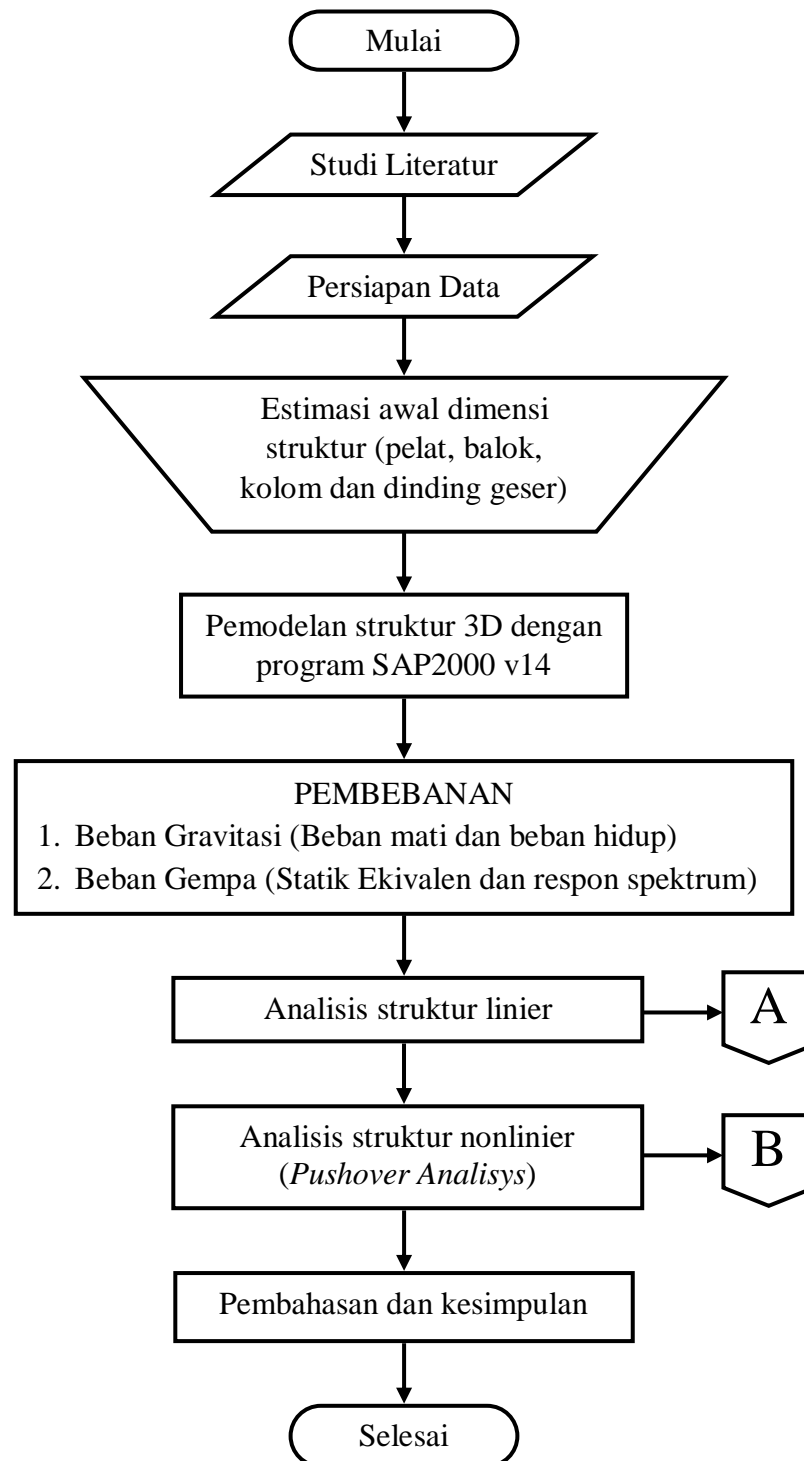 Mulai
Studi Literatur
Persiapan Data
Estimasi awal dimensi
struktur (pelat, balok,
kolom dan dinding geser)
Pemodelan struktur 3D dengan
program SAP2000 v14
PEMBEBANAN
1. Beban Gravitasi (Beban mati dan beban hidup)
2. Beban Gempa (Statik Ekivalen dan respon spektrum)
Analisis struktur linier
A
Analisis struktur nonlinier
(Pushover Analisys)
B
Pembahasan dan kesimpulan
Selesai